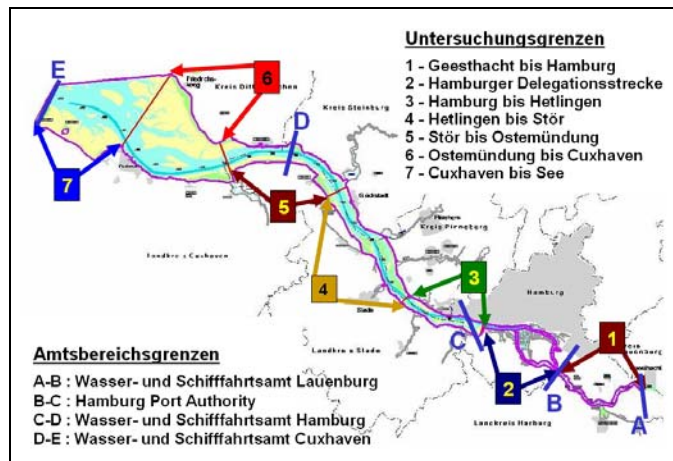 Untersuchungsgrenzen
1 - Geesthacht bis Hamburg
2 - Hamburger Delegationsstrecke
3 - Hamburg bis Hetlingen
4 - Hetlingen bis Stör
5 - Stör bis Ostemündung
6 - Ostemündung bis Cuxhaven
7 - Cuxhaven bis See
E
6
Kreis Steinburg
D
7
5
Glückstadt
Kreis Pinneberg
Landkreis Cuxhaven
4
3
Stade
Hamburg
Landkreis Stade
C
1
2
B
A
Landkreis Harburg
Amtsbereichsgrenzen
A-B : Wasser- und Schifffahrtsamt Lauenburg
B-C : Hamburg Port Authority
C-D : Wasser- und Schifffahrtsamt Hamburg
D-E : Wasser- und Schifffahrtsamt Cuxhaven